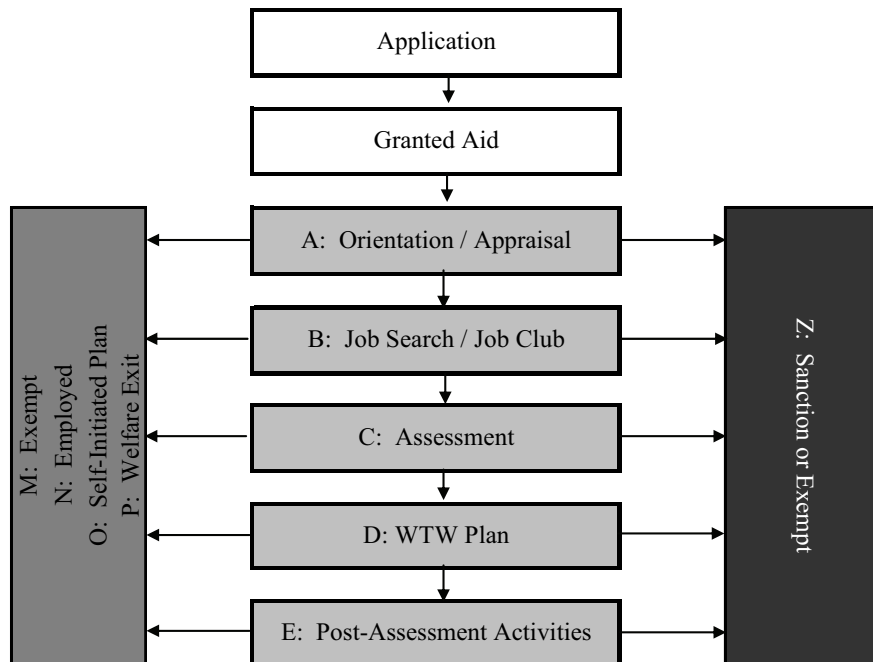 Application
Granted Aid
A: Orientation / Appraisal
B: Job Search / Job Club
C: Assessment
D: WTW Plan
E: Post-Assessment Activities
M: Exempt
N: Employed
O: Self-Initiated Plan
P: Welfare Exit
Z: Sanction or Exempt